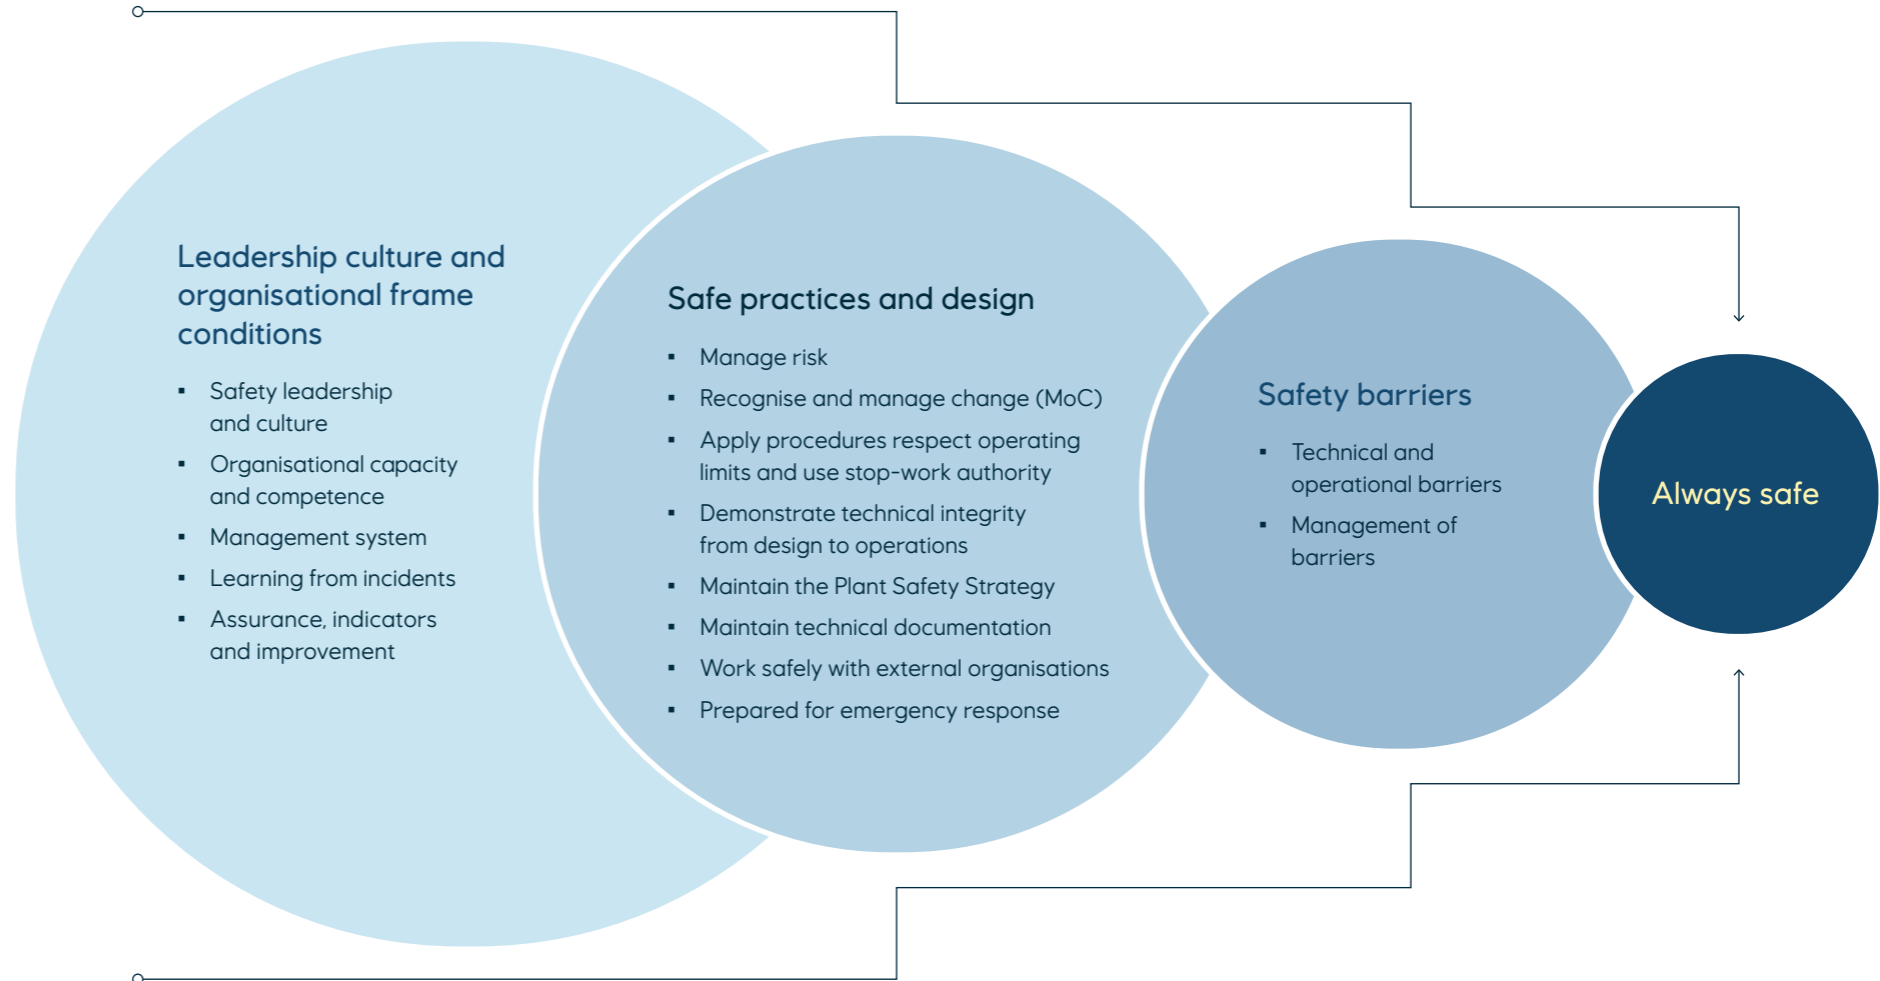 Leadership culture and
organisational frame
conditions
▪ Safety leadership
and culture
▪ Organisational capacity
and competence
▪ Management system
▪ Learning from incidents
▪ Assurance, indicators
and improvement
Safe practices and design
▪ Manage risk
▪ Recognise and manage change (MoC)
▪ Apply procedures respect operating
limits and use stop-work authority
▪ Demonstrate technical integrity
from design to operations
▪ Maintain the Plant Safety Strategy
▪ Maintain technical documentation
▪ Work safely with external organisations
▪ Prepared for emergency response
Safety barriers
▪ Technical and
operational barriers
▪ Management of
barriers
Always safe